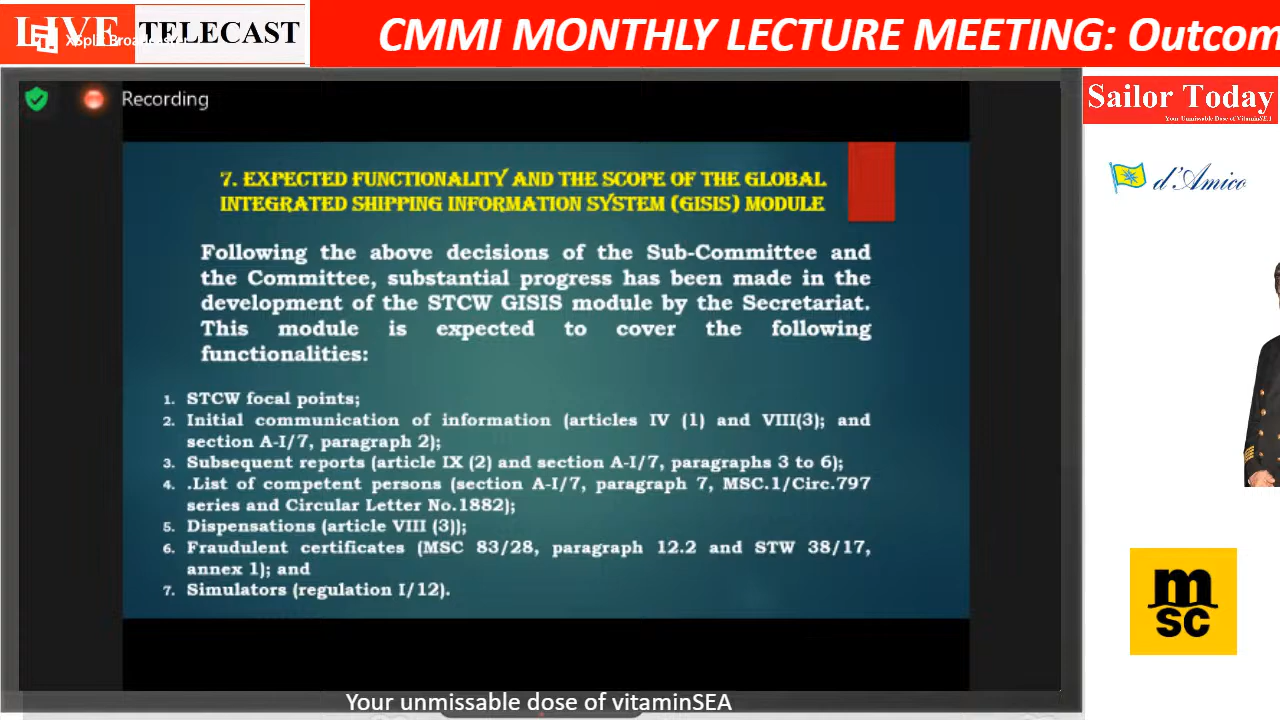 LIVE TELECAST
XSplit Broadcaster
CMMI MONTHLY LECTURE MEETING: Outcom
Sailor Today
Your Unmissable Dose of VitaminSEA
Recording
d'Amico
7. EXPECTED FUNCTIONALITY AND THE SCOPE OF THE GLOBAL
INTEGRATED SHIPPING INFORMATION SYSTEM (GISIS) MODULE
Following the above decisions of the Sub-Committee and
the Committee, substantial progress has been made in the
development of the STCW GISIS module by the Secretariat.
This module is expected to cover the following
functionalities:
1. STCW focal points;
2. Initial communication of information (articles IV (1) and VIII(3); and
section A-I/7, paragraph 2);
3. Subsequent reports (article IX (2) and section A-I/7, paragraphs 3 to 6);
4. .List of competent persons (section A-I/7, paragraph 7, MSC.1/Circ.797
series and Circular Letter No.1882);
5. Dispensations (article VIII (3));
6. Fraudulent certificates (MSC 83/28, paragraph 12.2 and STW 38/17,
annex 1); and
7. Simulators (regulation I/12).
msc
Your unmissable dose of vitaminSEA